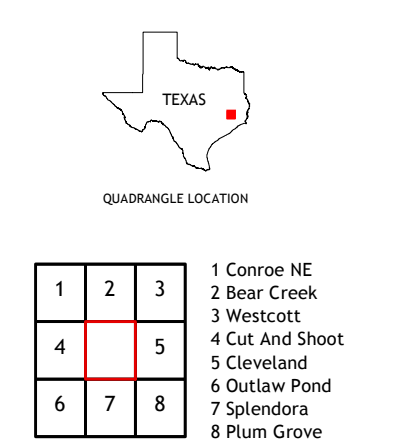 TEXAS
QUADRANGLE LOCATION
1 2 3
4 5
6 7 8
1 Conroe NE
2 Bear Creek
3 Westcott
4 Cut And Shoot
5 Cleveland
6 Outlaw Pond
7 Splendora
8 Plum Grove